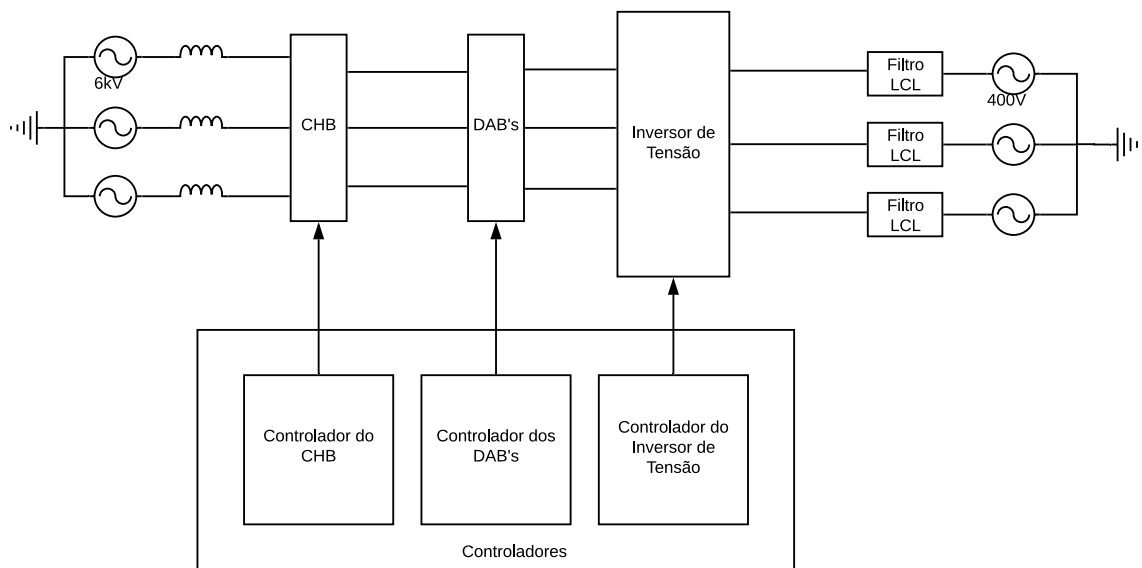 6kV
CHB
DAB's
Inversor de
Tensão
Filtro
LCL
400V
Filtro
LCL
Filtro
LCL
Controlador do
CHB
Controlador dos
DAB's
Controlador do
Inversor de
Tensão
Controladores